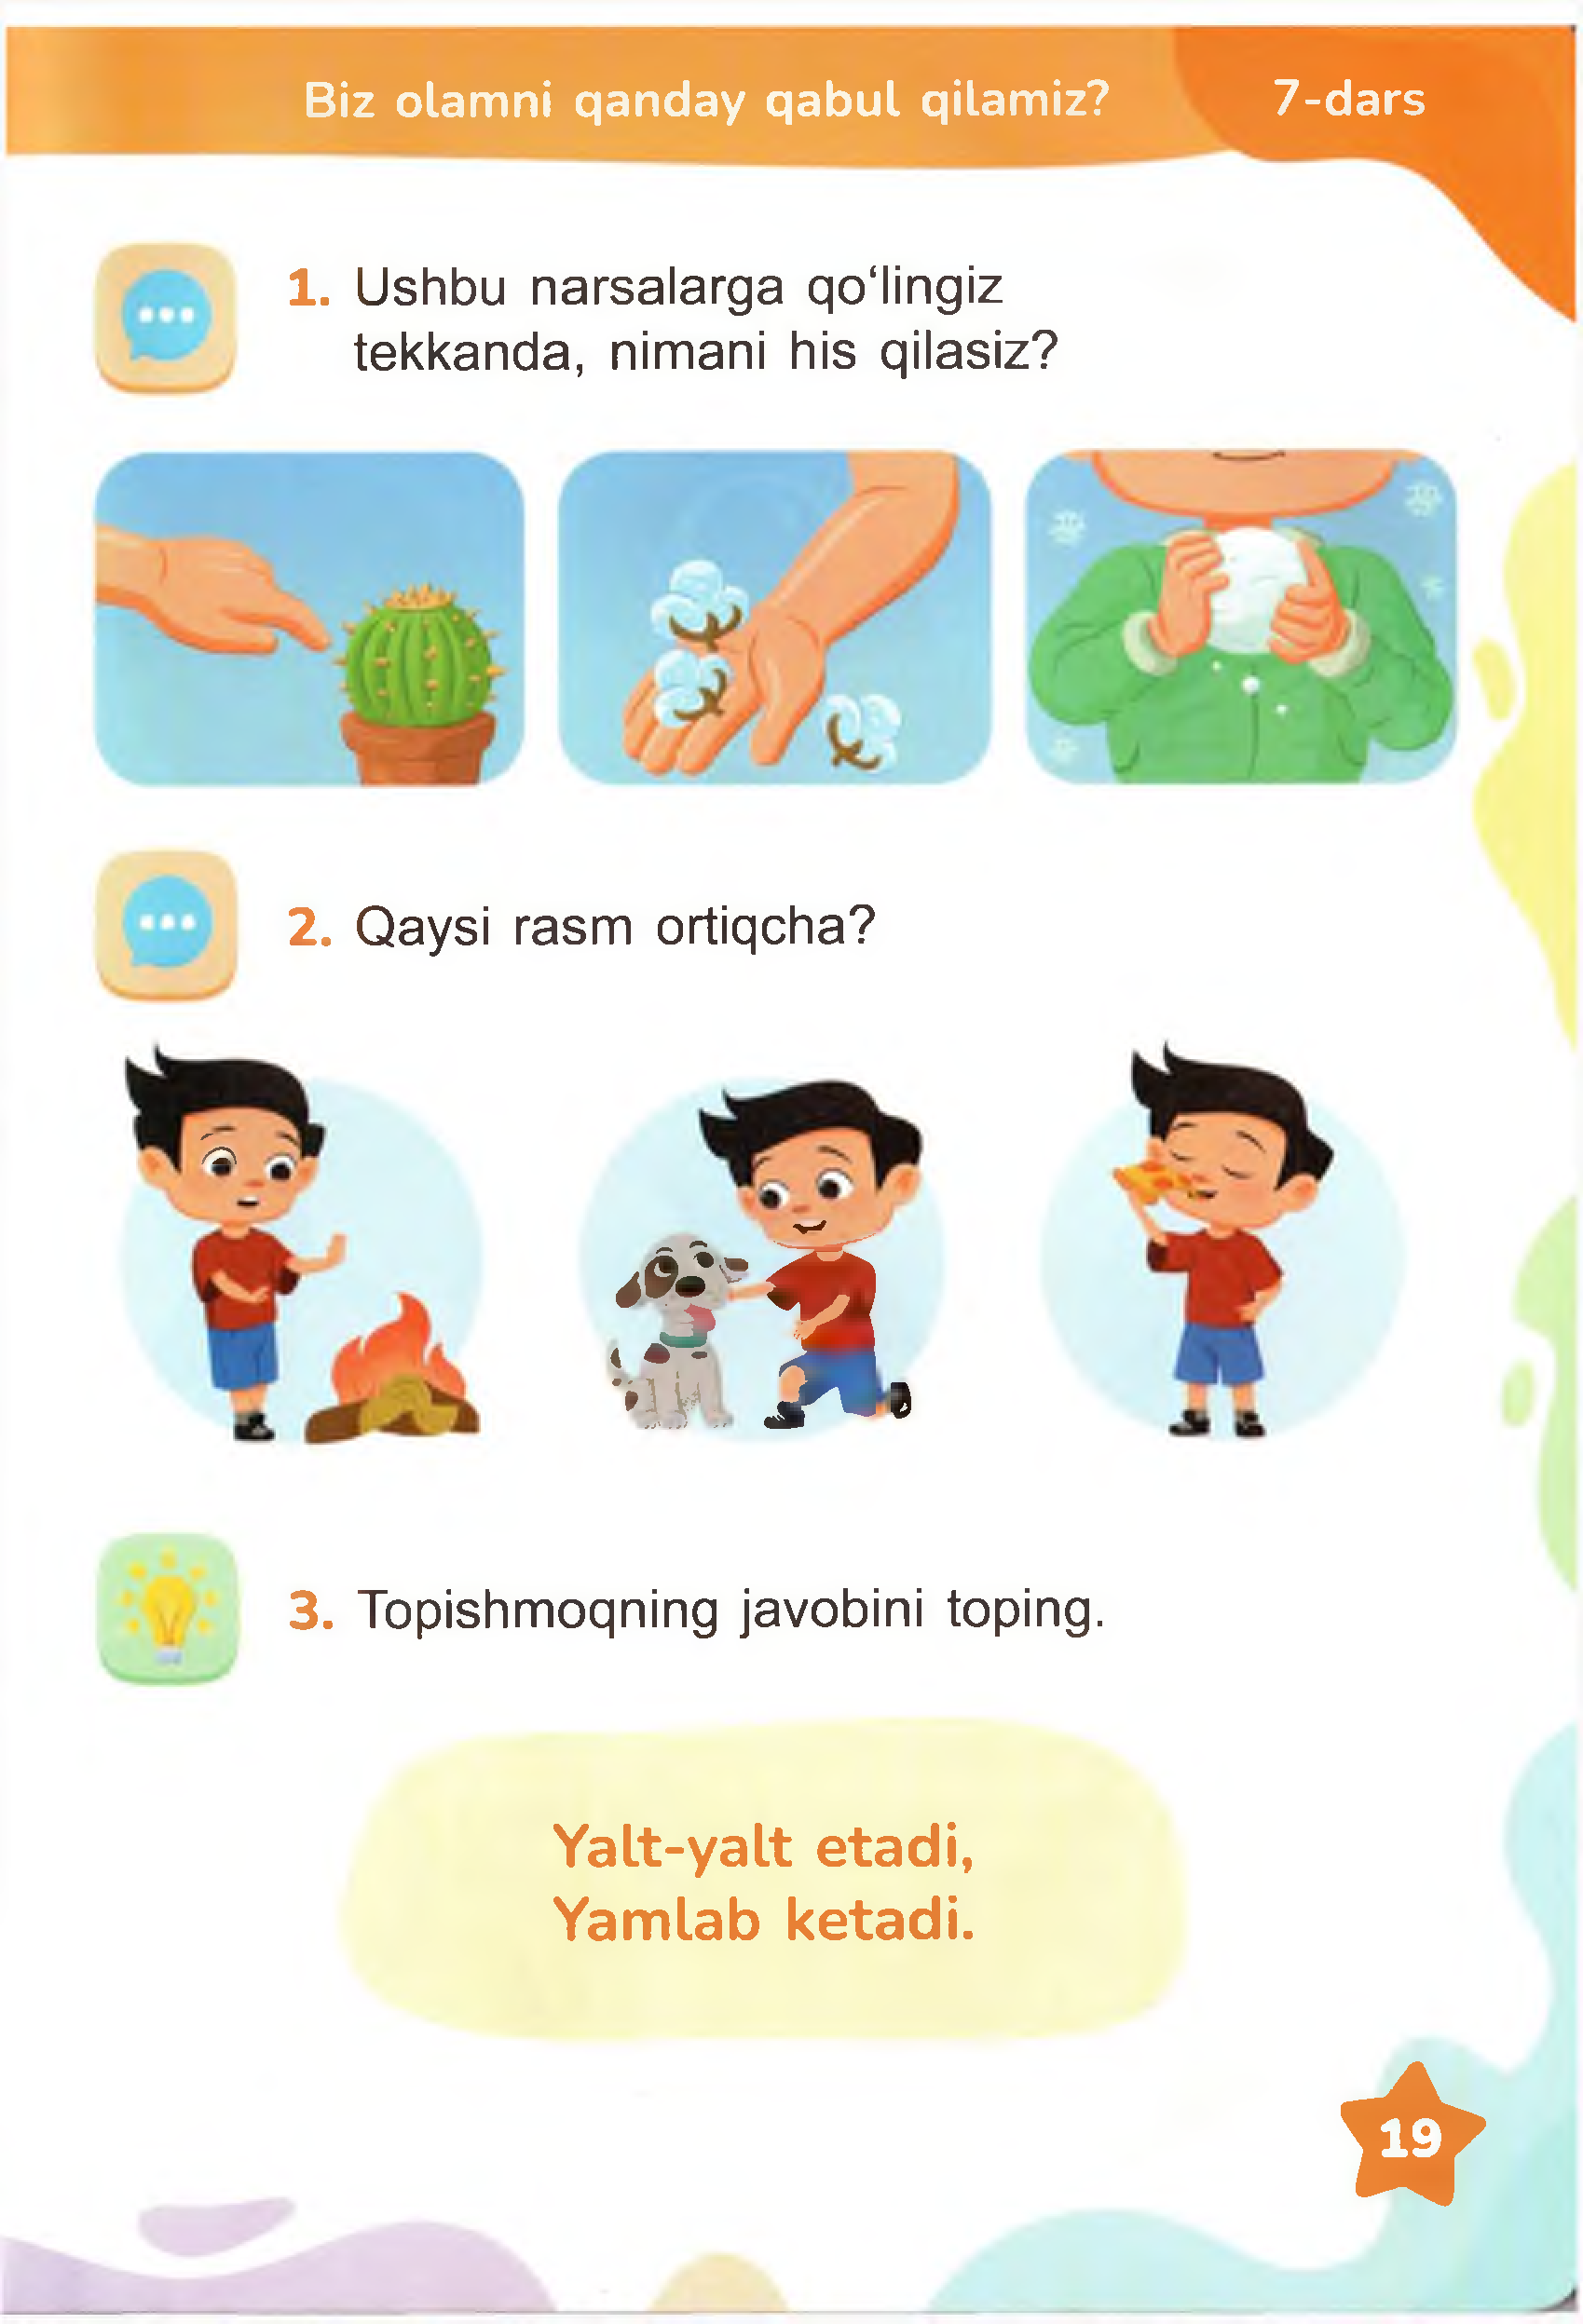 Biz olamni qanday qabul qilamiz?
7-dars
1. Ushbu narsalarga qo‘lingiz
tekkanda, nimani his qilasiz?
2. Qaysi rasm ortiqcha?
3. Topishmoqning javobini toping.
Yalt-yalt etadi,
Yamlab ketadi.
19